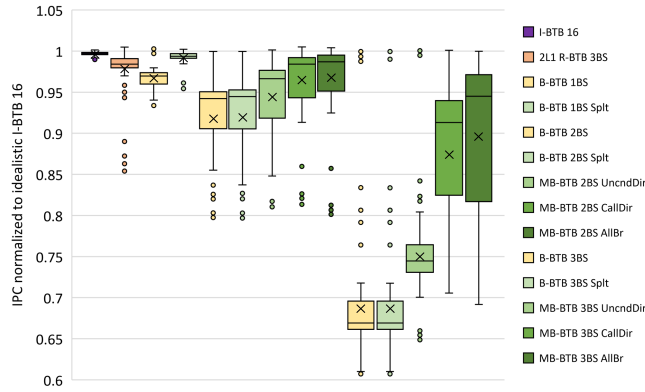 IPC normalized to idealistic I-BTB 16
1.05
1
0.95
0.9
0.85
0.8
0.75
0.7
0.65
0.6
I-BTB 16
2L1 R-BTB 3BS
B-BTB 1BS
B-BTB 1BS Splt
B-BTB 2BS
B-BTB 2BS Splt
MB-BTB 2BS UncndDir
MB-BTB 2BS CallDir
MB-BTB 2BS AllBr
B-BTB 3BS
B-BTB 3BS Splt
MB-BTB 3BS UncndDir
MB-BTB 3BS CallDir
MB-BTB 3BS AllBr